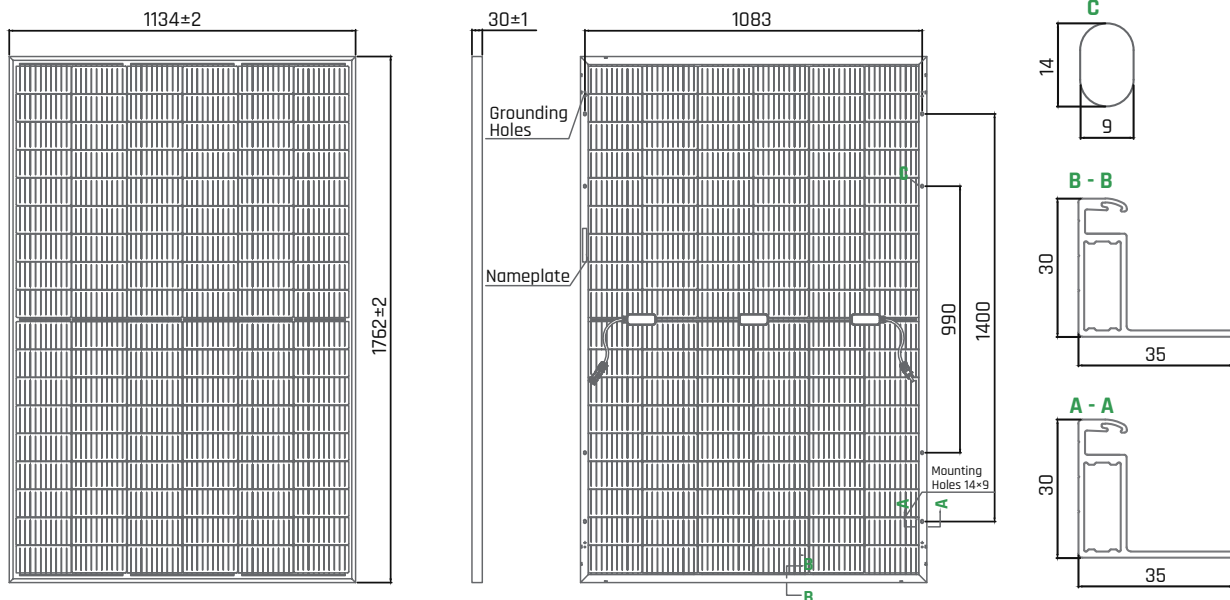 1134±2
30±1
1083
C
14
9
Grounding
Holes
C
B - B
30
35
Nameplate
1762±2
990
1400
A - A
30
35
Mounting
Holes 14×9
A
A
B
B